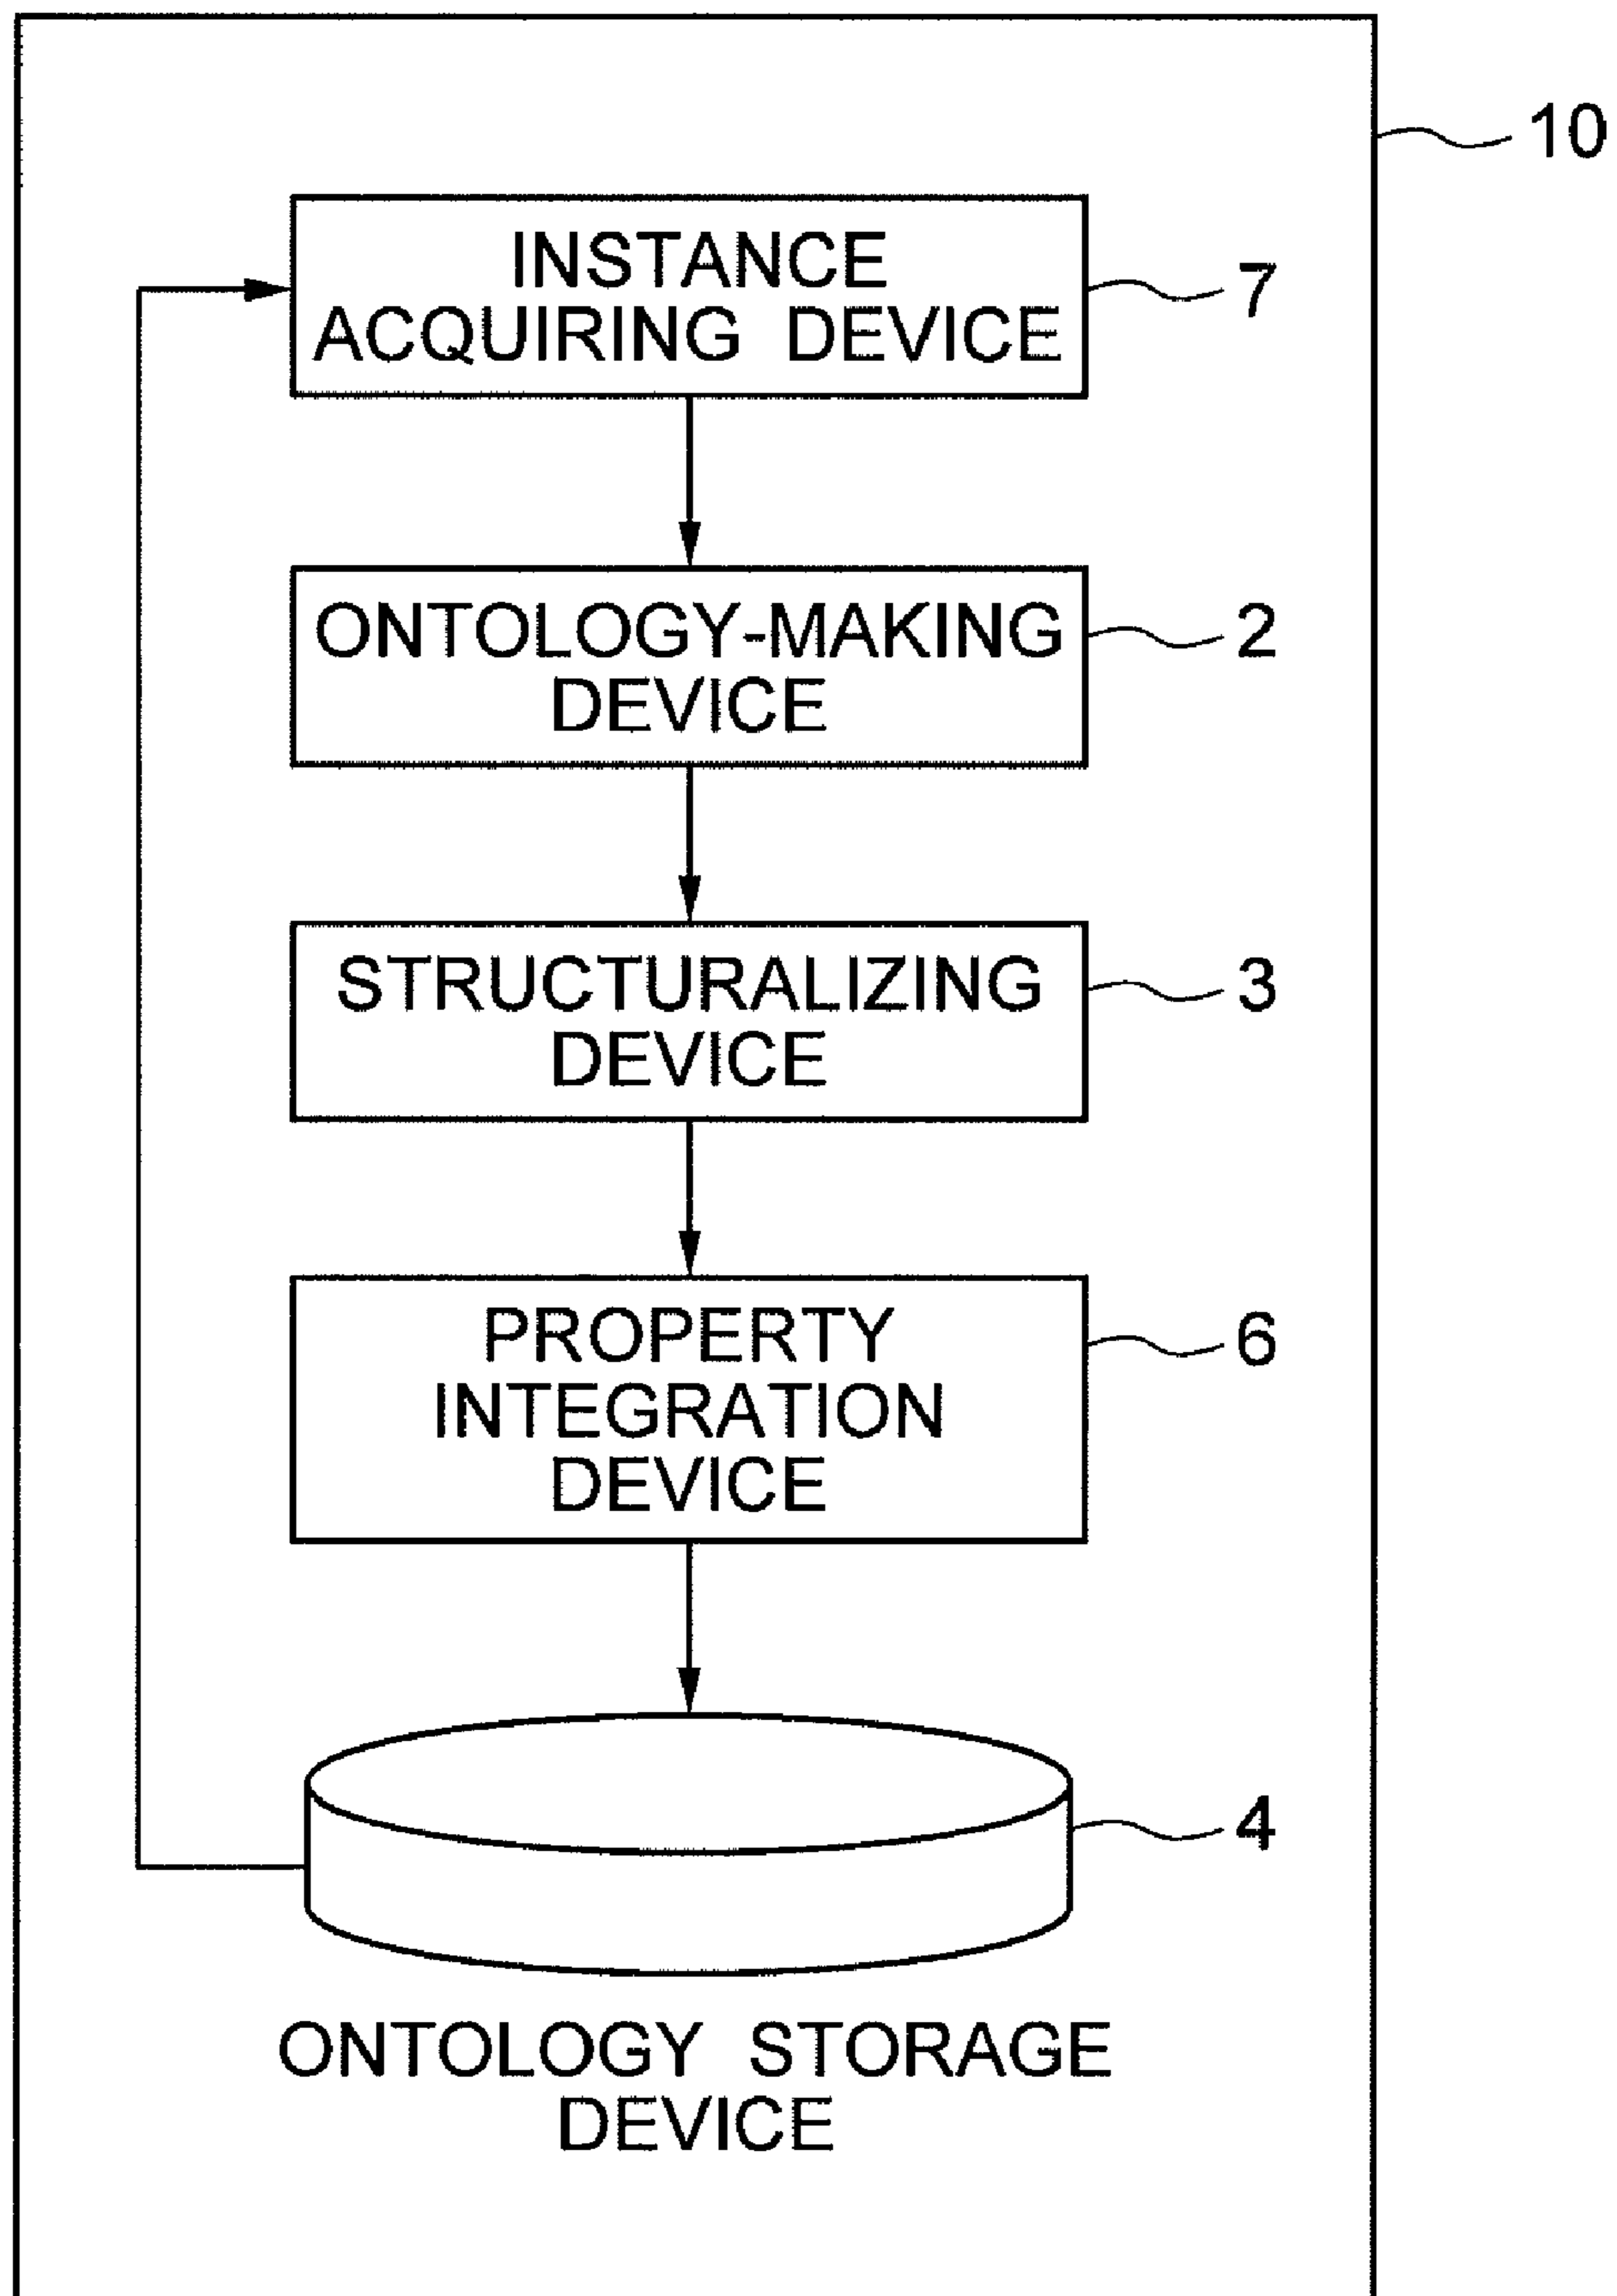 10
INSTANCE
ACQUIRING DEVICE
7
ONTOLOGY-MAKING
DEVICE
2
STRUCTURALIZING
DEVICE
3
PROPERTY
INTEGRATION
DEVICE
6
4
ONTOLOGY STORAGE
DEVICE